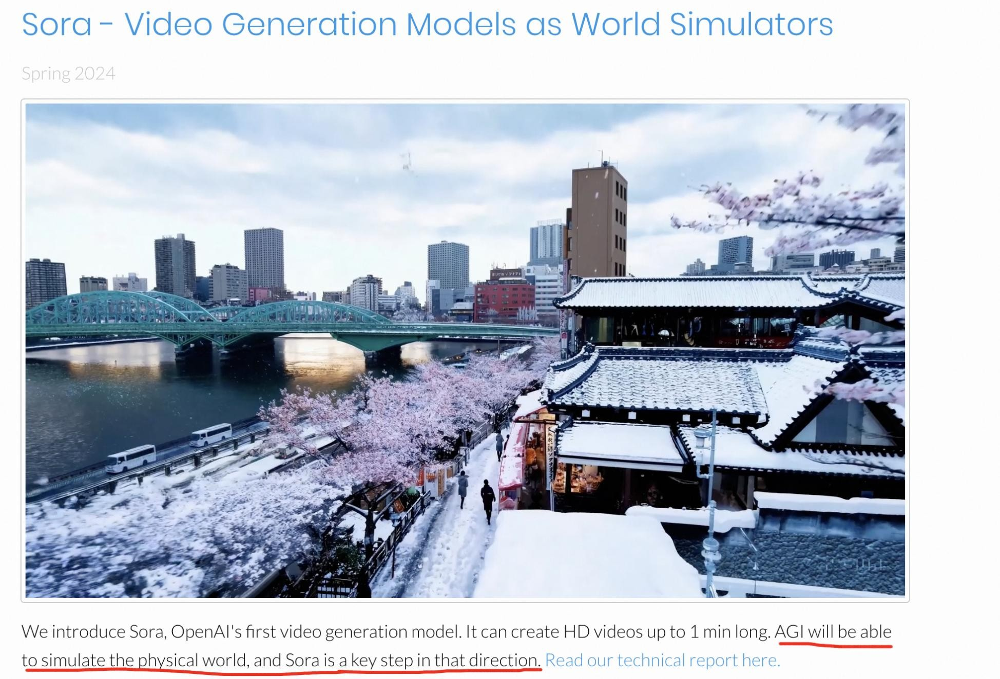 Sora - Video Generation Models as World Simulators
Spring 2024
We introduce Sora, OpenAI's first video generation model. It can create HD videos up to 1 min long. AGI will be able
to simulate the physical world, and Sora is a key step in that direction. Read our technical report here.